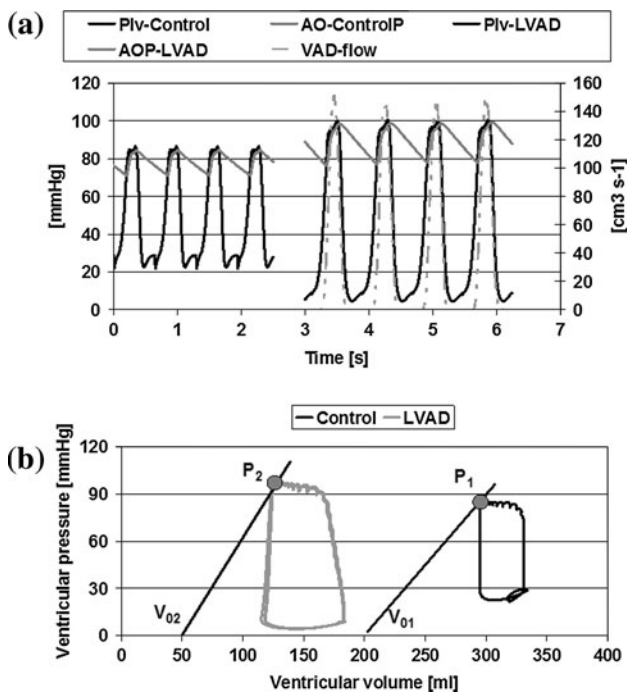 (a)
Plv-Control AO-ControlP Plv-LVAD
AOP-LVAD VAD-flow
120 160
100 140
80 120
60 100
40 80
20 60
0 40
20
0
[mmHg]
[cm3 s-1]
0 1 2 3 4 5 6 7
Time [s]
(b)
Control LVAD
120
90
60
30
0
Ventricular pressure [mmHg]
P2
P1
V02
V01
0 50 100 150 200 250 300 350 400
Ventricular volume [ml]